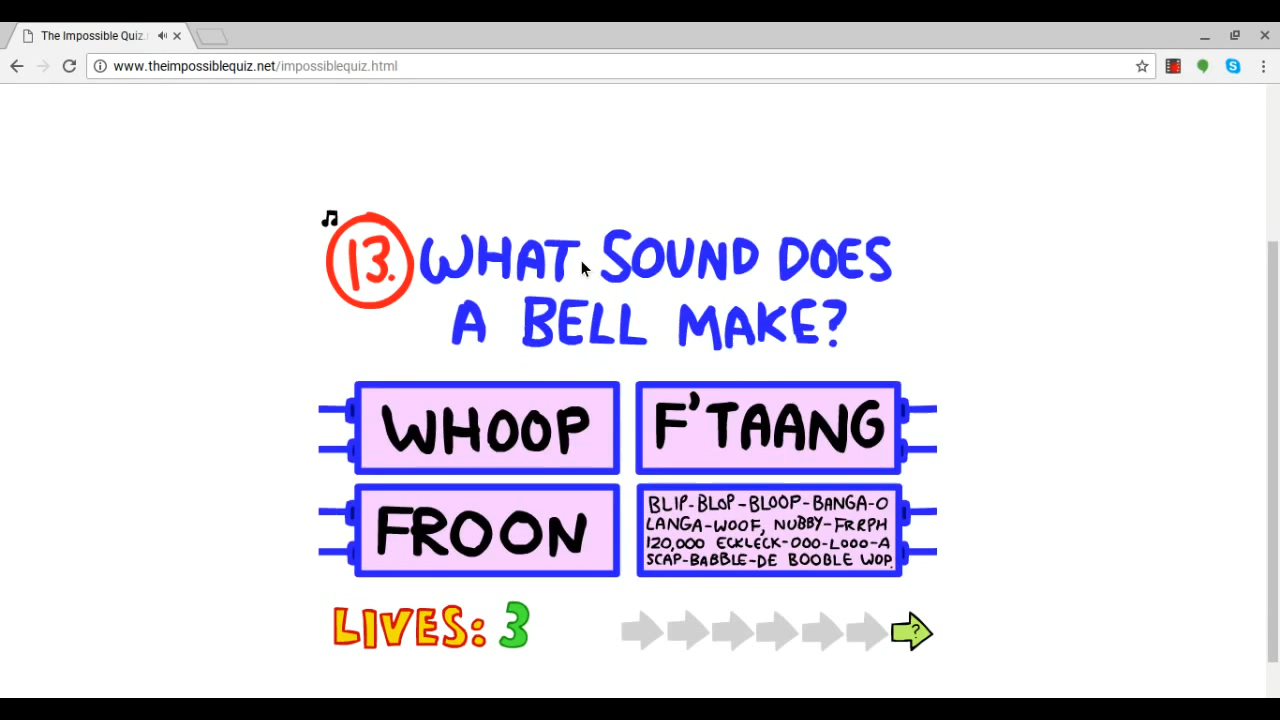 The Impossible Quiz
www.theimpossiblequiz.net/impossiblequiz.html
13. WHAT SOUND DOES
A BELL MAKE?
WHOOP
F'TAANG
FROON
BLIP-BLOP-BLOOP-BANGA-O
LANGA-WOOF, NUBBY-FRRPH
120,000 ECKLECK-OOO-LOOO-A
SCAP-BABBLE-DE BOOBLE WOP.
LIVES: 3
?